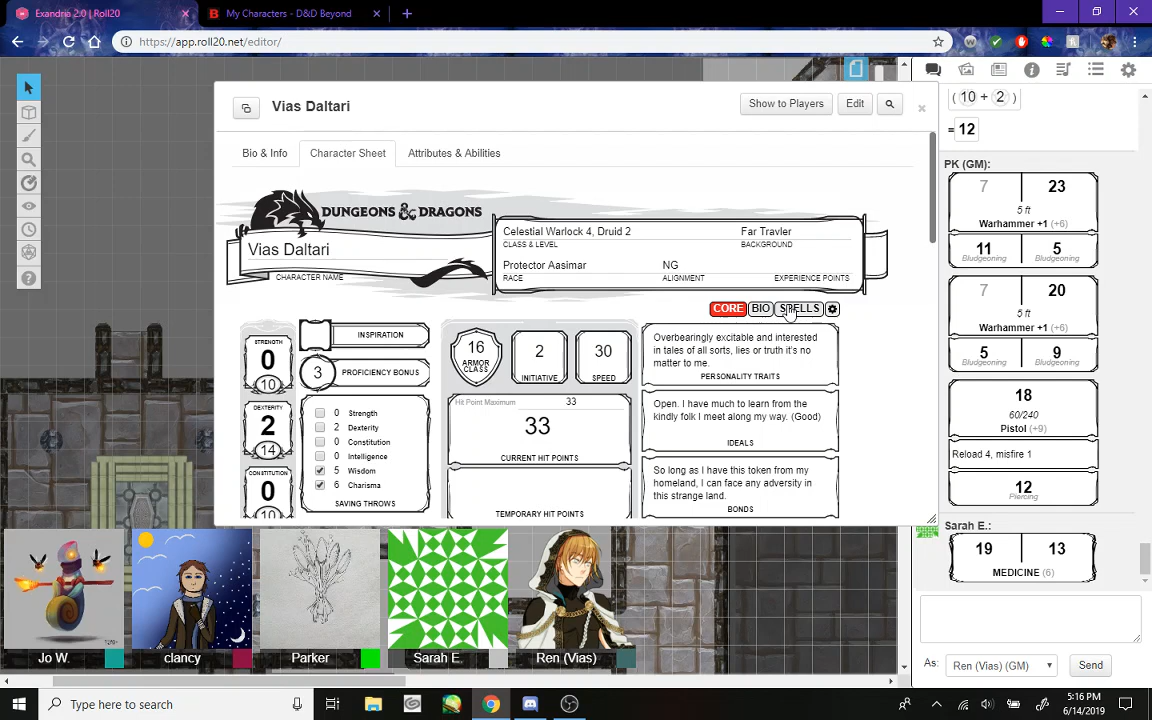 Exandria 2.0 | Roll20
My Characters - D&D Beyond
https://app.roll20.net/editor/
Vias Daltari
Show to Players
Edit
Bio & Info
Character Sheet
Attributes & Abilities
DUNGEONS & DRAGONS
Vias Daltari
CHARACTER NAME
Celestial Warlock 4, Druid 2
Far Travler
CLASS & LEVEL
BACKGROUND
Protector Aasimar
NG
RACE
ALIGNMENT
EXPERIENCE POINTS
CORE
BIO
SPELLS
STRENGTH
0
10
DEXTERITY
2
14
CONSTITUTION
0
10
INSPIRATION
3
PROFICIENCY BONUS
0 Strength
2 Dexterity
0 Constitution
0 Intelligence
5 Wisdom
6 Charisma
SAVING THROWS
16
ARMOR
CLASS
2
INITIATIVE
30
SPEED
Hit Point Maximum
33
33
CURRENT HIT POINTS
TEMPORARY HIT POINTS
Overbearingly excitable and interested
in tales of all sorts, lies or truth it's no
matter to me.
PERSONALITY TRAITS
Open. I have much to learn from the
kindly folk I meet along my way. (Good)
IDEALS
So long as I have this token from my
homeland, I can face any adversity in
this strange land.
BONDS
(10 + 2)
= 12
PK (GM):
7
23
5 ft
Warhammer +1 (+6)
11
5
Bludgeoning
Bludgeoning
7
20
5 ft
Warhammer +1 (+6)
5
9
Bludgeoning
Bludgeoning
18
60/240
Pistol (+9)
Reload 4, misfire 1
12
Piercing
Sarah E.:
19
13
MEDICINE (6)
As:
Ren (Vias) (GM)
Send
Jo W.
clancy
Parker
Sarah E.
Ren (Vias)
Type here to search
5:16 PM
6/14/2019